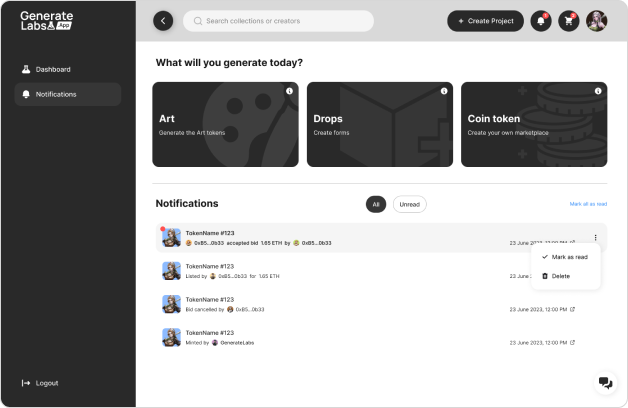 Generate
Labs App
Search collections or creators
+ Create Project
Dashboard
Notifications
What will you generate today?
Art
Generate the Art tokens
Drops
Create forms
Coin token
Create your own marketplace
Notifications
All
Unread
Mark all as read
TokenName #123
0xB5...0b33 accepted bid 1.65 ETH by 0xB5...0b33
23 June 2023, 12:00 PM
Mark as read
Delete
TokenName #123
Listed by 0xB5...0b33 for 1.65 ETH
23 June
TokenName #123
Bid cancelled by 0xB5...0b33
23 June 2023, 12:00 PM
TokenName #123
Minted by GenerateLabs
23 June 2023, 12:00 PM
Logout